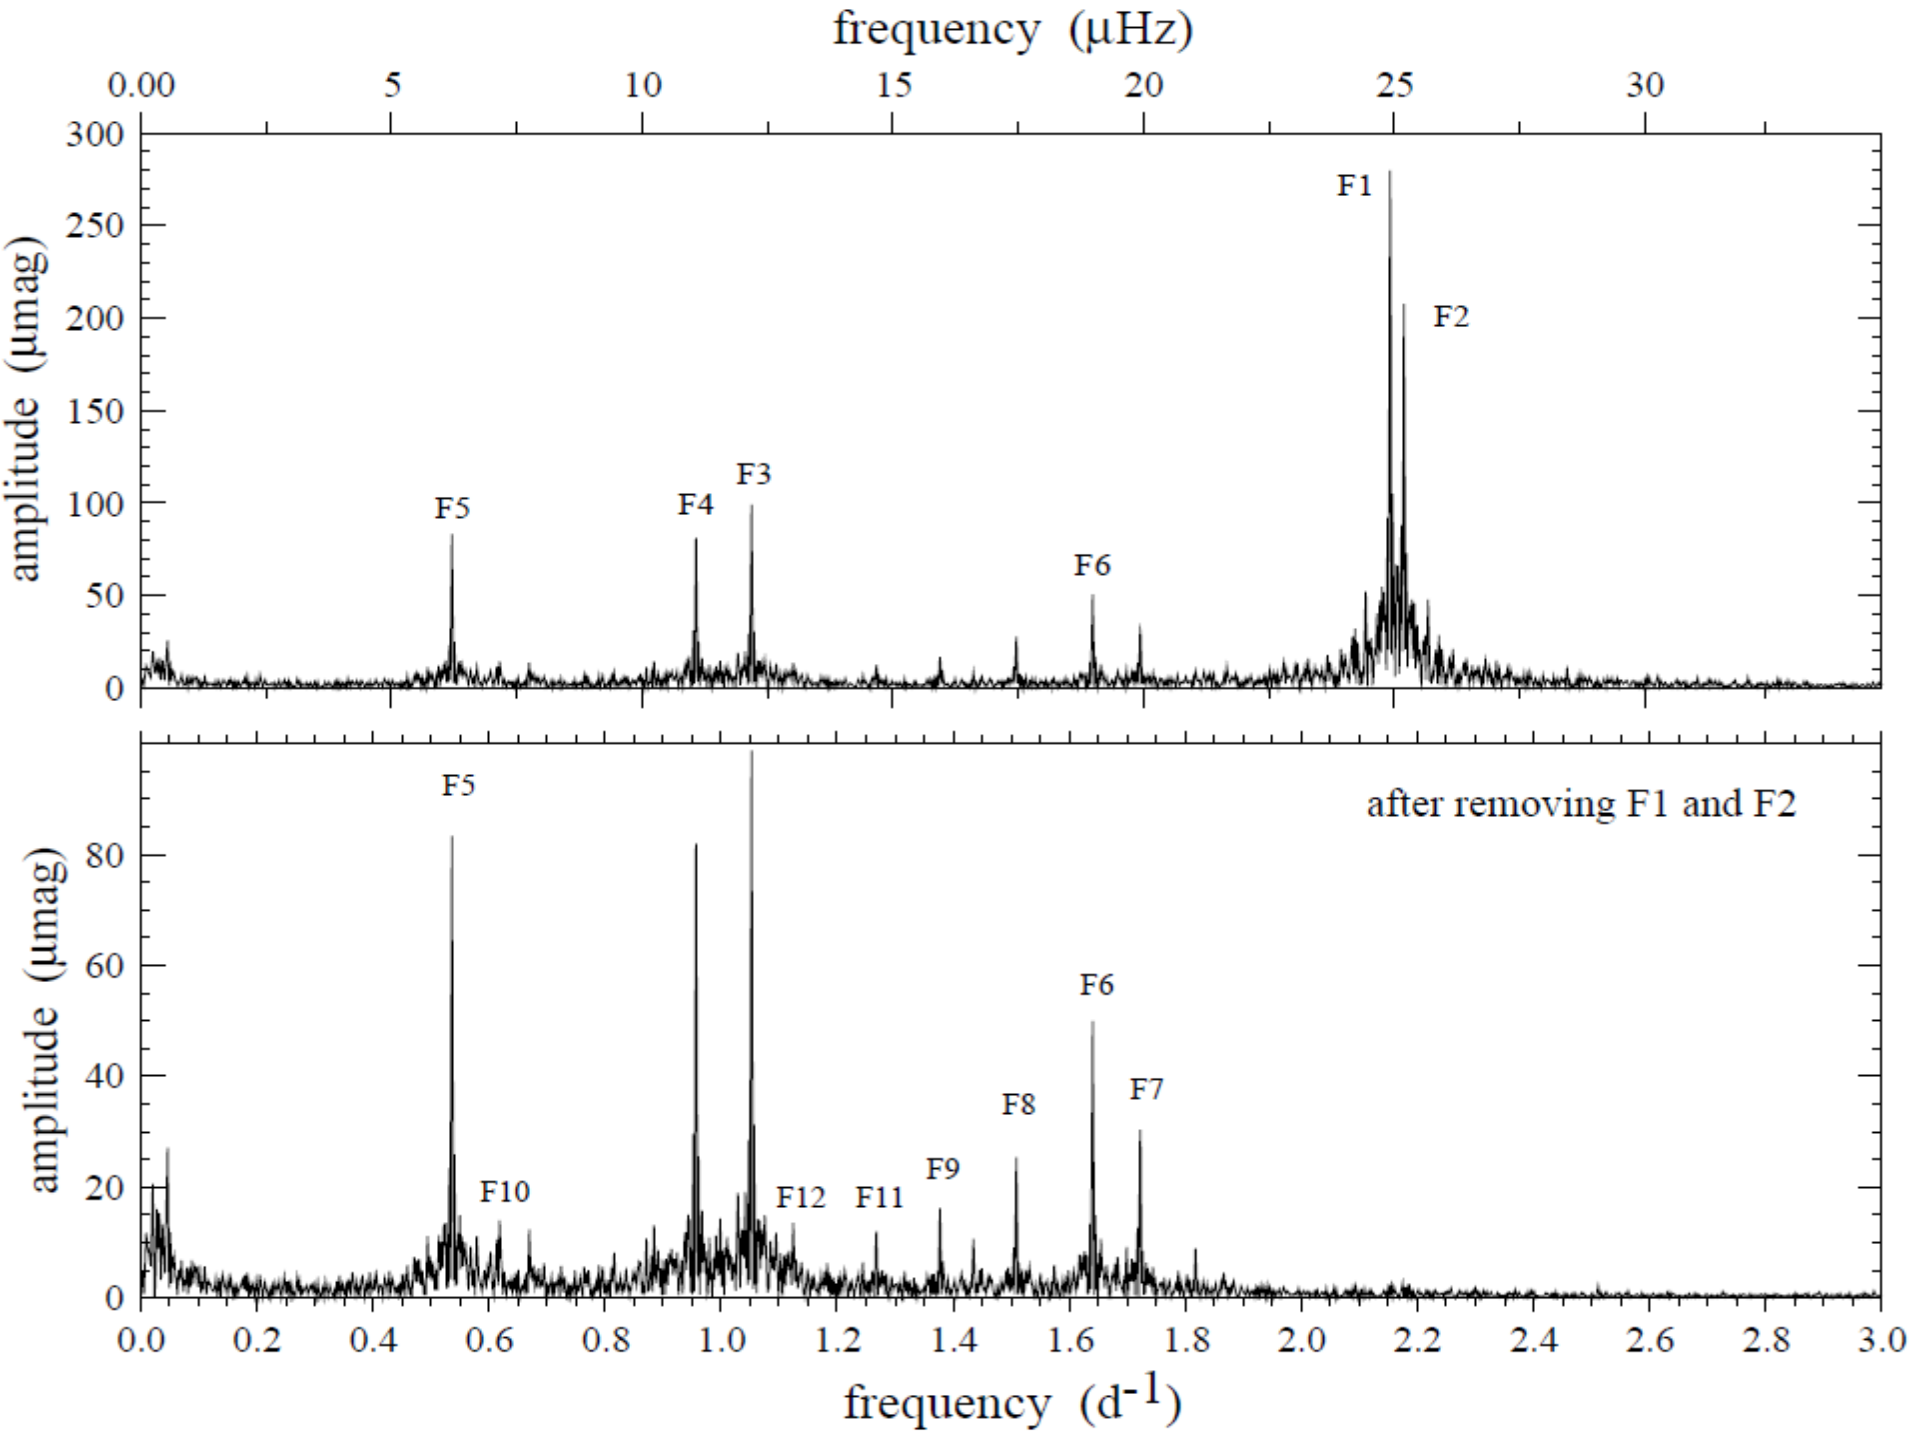 frequency (μHz)
0.00 5 10 15 20 25 30
300
250
200
150
100
50
0
amplitude (μmag)
F1
F2
F3
F4
F5
F6
after removing F1 and F2
80
60
40
20
0
amplitude (μmag)
F5
F6
F7
F8
F9
F10
F12
F11
0.0 0.2 0.4 0.6 0.8 1.0 1.2 1.4 1.6 1.8 2.0 2.2 2.4 2.6 2.8 3.0
frequency (d-1)